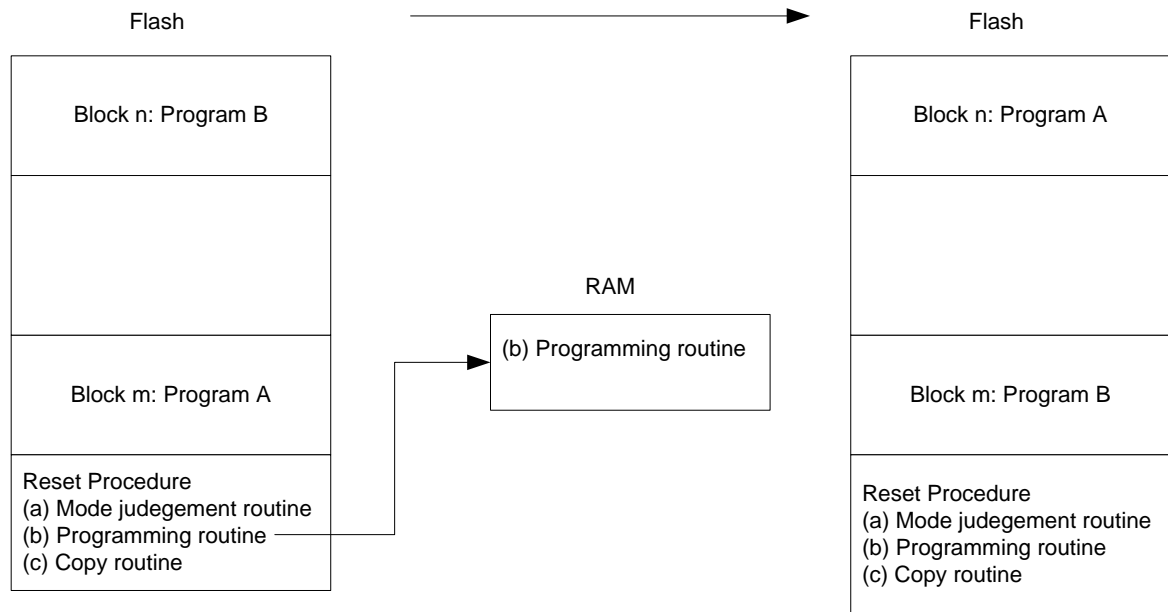 Flash
Block n: Program B
Block m: Program A
Reset Procedure
(a) Mode judegement routine
(b) Programming routine
(c) Copy routine
RAM
(b) Programming routine
Flash
Block n: Program A
Block m: Program B
Reset Procedure
(a) Mode judegement routine
(b) Programming routine
(c) Copy routine